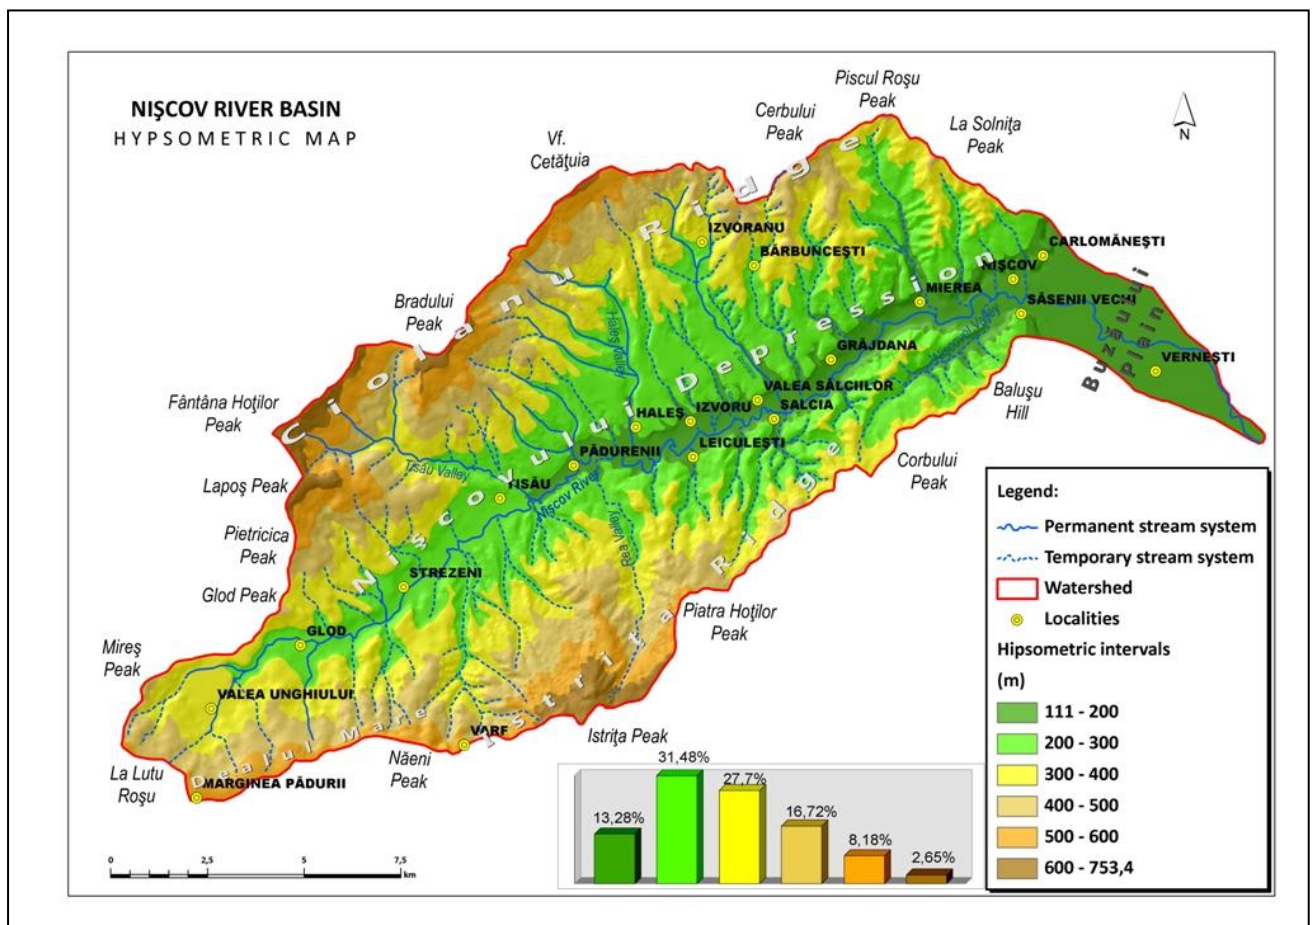 NIŞCOV RIVER BASIN
HYPSOMETRIC MAP
Piscul Roşu
Peak
Cerbului
Peak
La Solniţa
Peak
Vf.
Cetăţuia
N
Bradului
Peak
Fântâna Hoţilor
Peak
Lapoş Peak
Pietricica
Peak
Glod Peak
Mireş
Peak
La Lutu
Roşu
Năeni
Peak
Istriţa Peak
Piatra Hoţilor
Peak
Corbului
Peak
Baluşu
Hill
Ciolanu Ridge
Niscovului Depression
Istrita Ridge
Dealul Mare
Buzăului
Plain
IZVORANU
BĂRBUNCEŞTI
CARLOMĂNEŞTI
NIŞCOV
MIEREA
SĂSENII VECHI
GRĂJDANA
VERNEŞTI
VALEA SĂLCIILOR
HALEŞ
IZVORU
SALCIA
LEICULEŞTI
PĂDURENII
TISĂU
STREZENI
GLOD
VALEA UNGHIULUI
VARF
MARGINEA PĂDURII
Haleş Valley
Tisău Valley
Nişcov River
Rea Valley
Legend:
Permanent stream system
Temporary stream system
Watershed
Localities
Hipsometric intervals
(m)
111 - 200
200 - 300
300 - 400
400 - 500
500 - 600
600 - 753,4
13,28%
31,48%
27,7%
16,72%
8,18%
2,65%
0
2,5
5
7,5
km